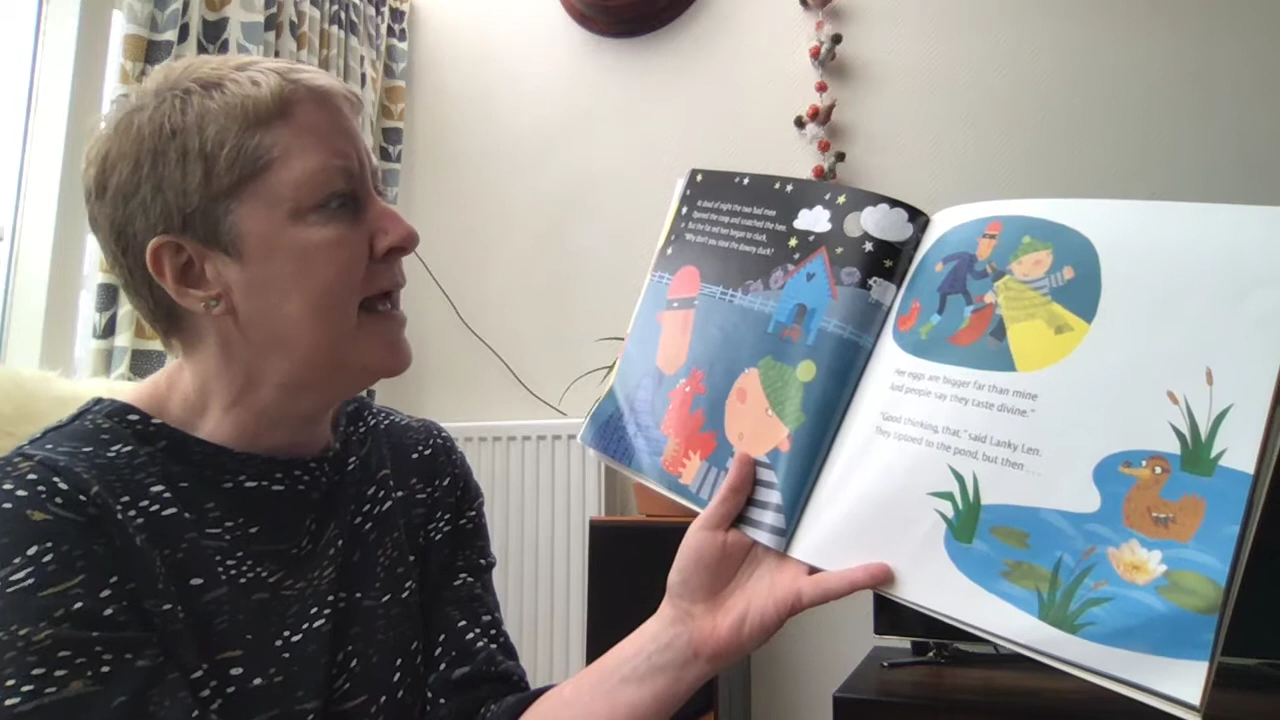 At dead of night the two bad men
Opened the coop and snatched the hen,
But the fat red hen began to cluck,
"Why don't you steal the downy duck?
Her eggs are bigger far than mine
And people say they taste divine."
"Good thinking, that," said Lanky Len.
They tiptoed to the pond, but then . . .